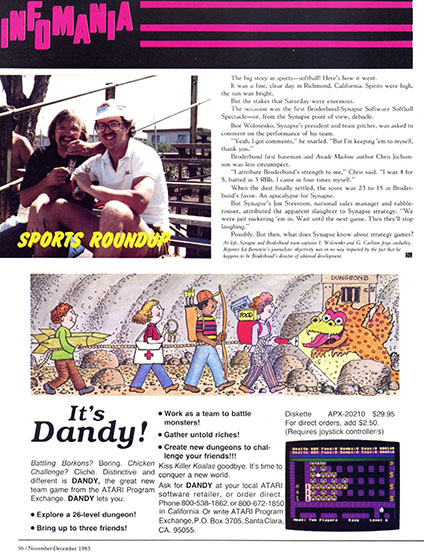 INFOMANIA
The big story in sports—softball! Here's how it went.
It was a fine, clear day in Richmond, California. Spirits were high,
the sun was bright.
But the stakes that Saturday were enormous.
The occasion was the first Broderbund-Synapse Software Softball
Spectacle—or, from the Synapse point of view, debacle.
Ihor Wolosenko, Synapse's president and team pitcher, was asked to
comment on the performance of his team.
"Yeah, I got comments," he snarled. "But I'm keeping 'em to myself,
thank you."
Broderbund first baseman and Arcade Machine author Chris Jochum-
son was less circumspect.
"I attribute Broderbund's strength to me," Chris said. "I was 4 for
5, batted in 3 RBIs. I came in four times myself."
When the dust finally settled, the score was 23 to 15 in Broder-
bund's favor. An apocalypse for Synapse.
But Synapse's Jon Sorenson, national sales manager and rabble-
rouser, attributed the apparent slaughter to Synapse strategy. "We
were just suckering 'em in. Wait until the next game. Then they'll stop
laughing."
Possibly. But then, what does Synapse know about strategy games?
At left, Synapse and Broderbund team captains I. Wolosenko and G. Carlston forego cordiality.
Reporter Ed Bernstein's journalistic objectivity was in no way impaired by the fact that he
happens to be Broderbund's director of editorial development.
SPORTS ROUNDUP
DUNGEONS
FOOD
It's
Dandy!
Battling Borkons? Boring. Chicken
Challenge? Cliché. Distinctive and
different is DANDY, the great new
team game from the ATARI Program
Exchange. DANDY lets you:
• Explore a 26-level dungeon!
• Bring up to three friends!
• Work as a team to battle
monsters!
• Gather untold riches!
• Create new dungeons to chal-
lenge your friends!!!
Kiss Killer Koalas goodbye. It's time to
conquer a new world.
Ask for DANDY at your local ATARI
software retailer, or order direct.
Phone 800-538-1862, or 800-672-1850
in California. Or write ATARI Program
Exchange, P.O. Box 3705, Santa Clara,
CA. 95055.
Diskette APX-20210 $29.95
For direct orders, add $2.50.
(Requires joystick controller/s)
56 / November-December 1983